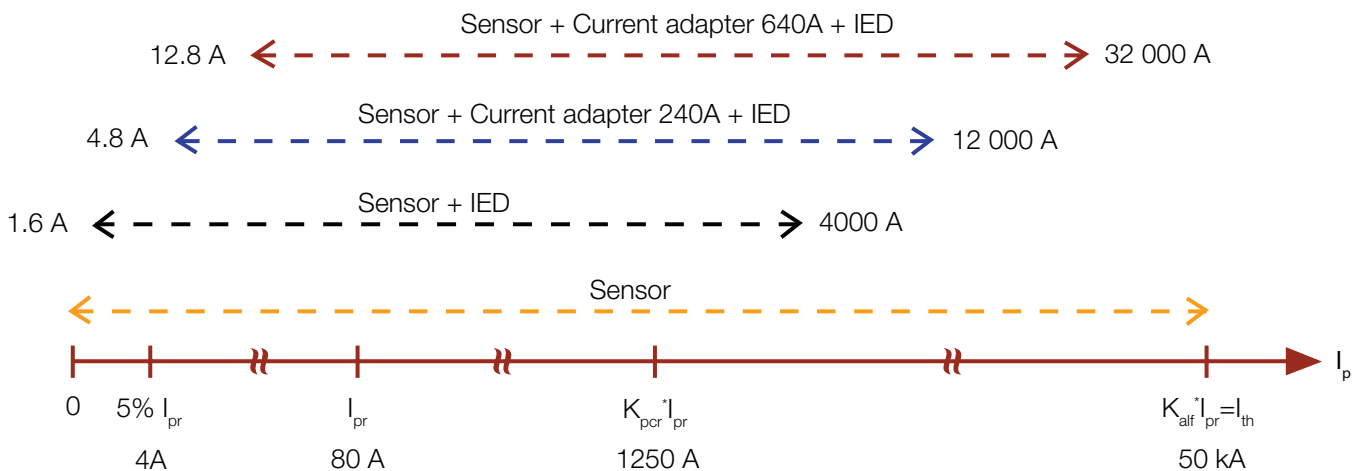 Sensor + Current adapter 640A + IED
12.8 A 32 000 A
Sensor + Current adapter 240A + IED
4.8 A 12 000 A
Sensor + IED
1.6 A 4000 A
Sensor
Ip
0 5% Ipr Ipr Kpcr*Ipr Kalf*Ipr=Ith
4A 80 A 1250 A 50 kA